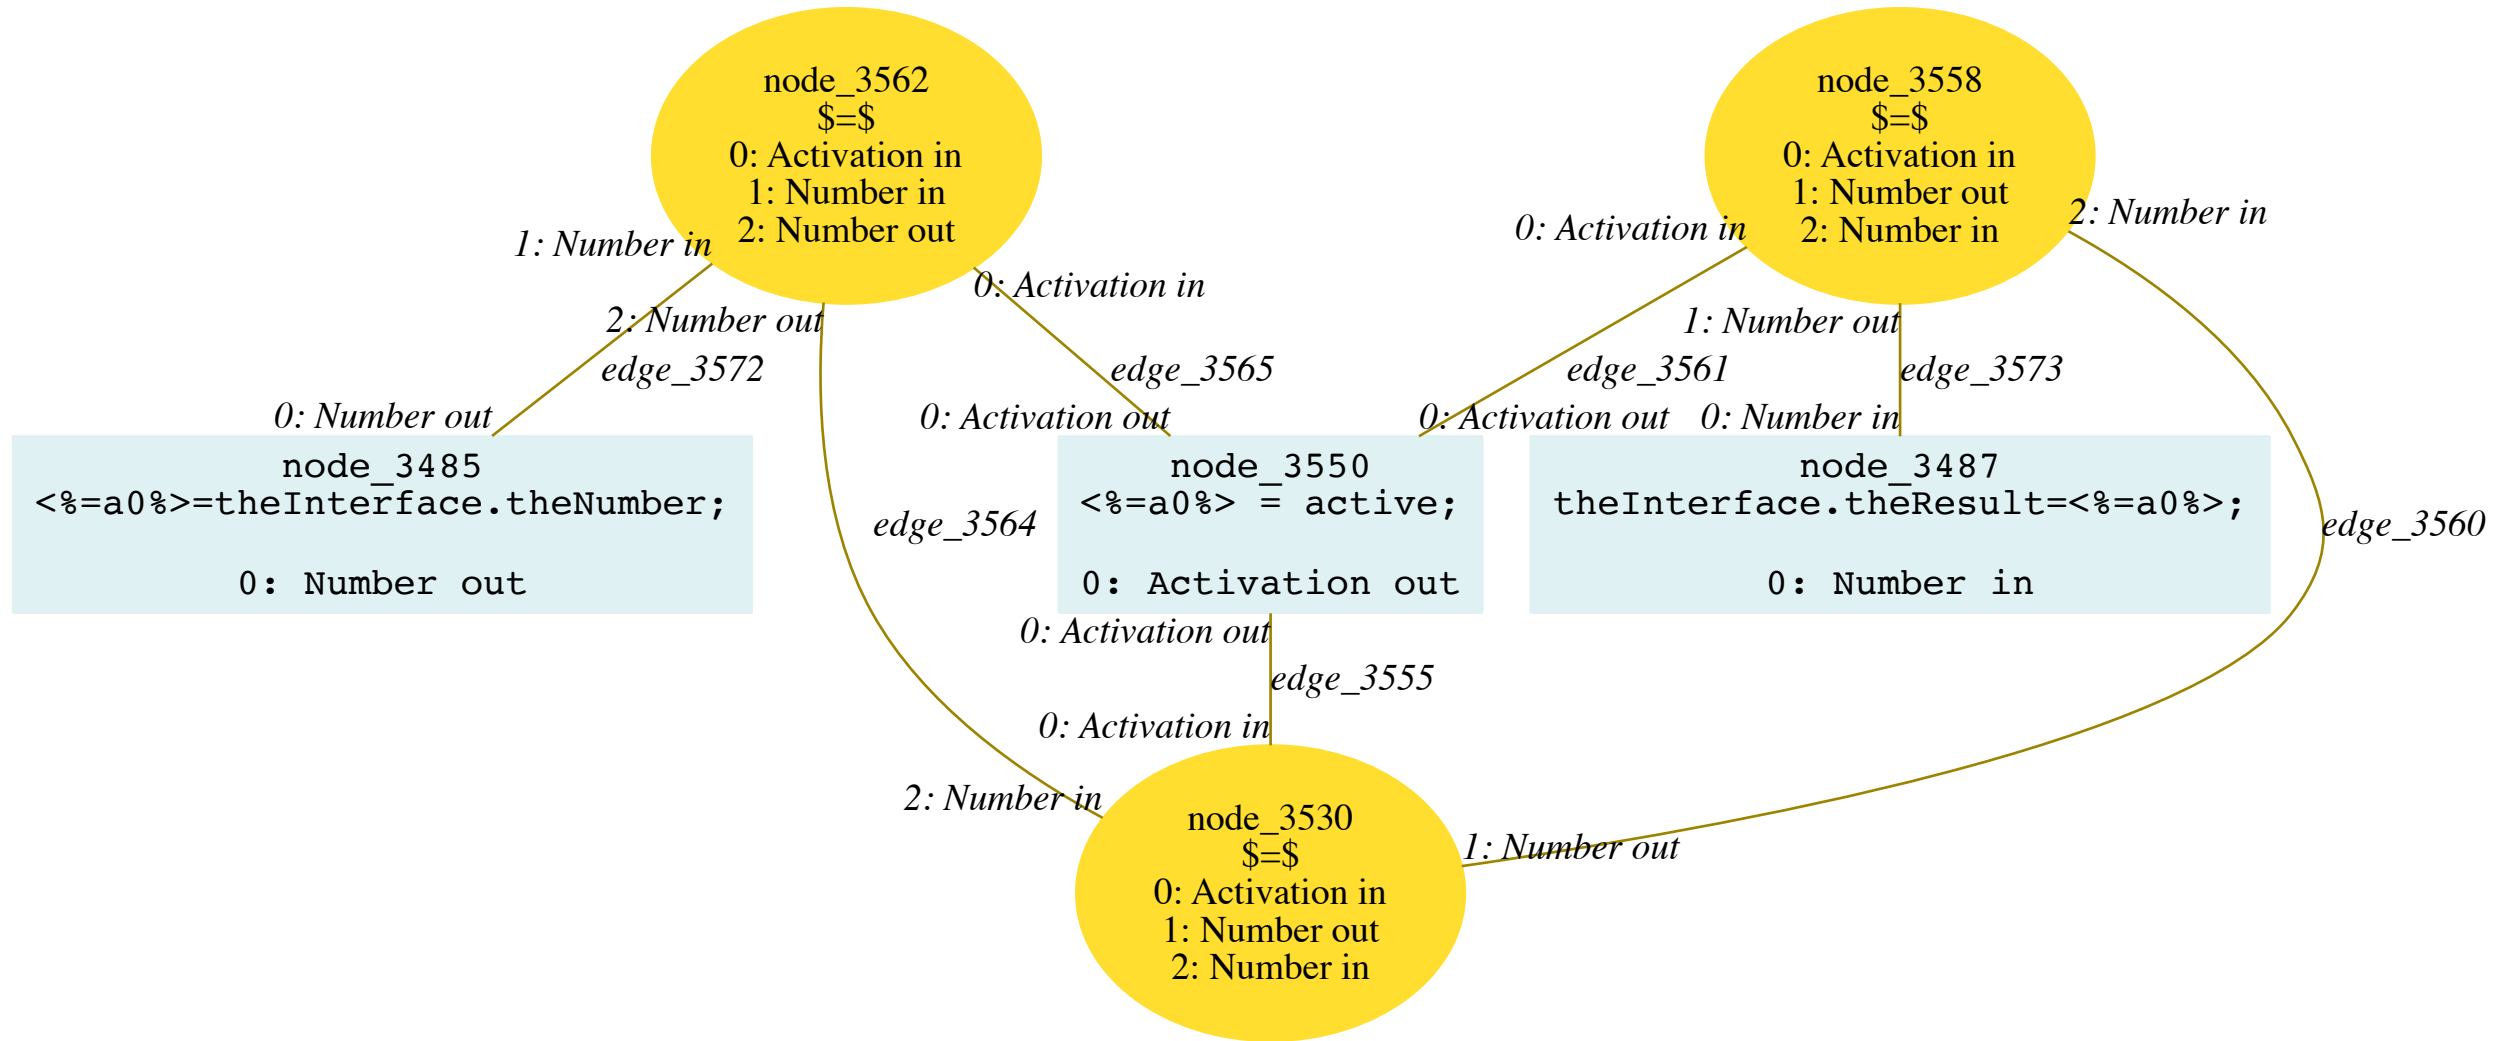 node_3562
$=$
0: Activation in
1: Number in
2: Number out
node_3558
$=$
0: Activation in
1: Number out
2: Number in
1: Number in
2: Number out
0: Activation in
0: Activation in
1: Number out
2: Number in
edge_3572
edge_3565
edge_3561
edge_3573
0: Number out
0: Activation out
0: Activation out
0: Number in
node_3485
<%=a0%>=theInterface.theNumber;
0: Number out
edge_3564
node_3550
<%=a0%> = active;
0: Activation out
node_3487
theInterface.theResult=<%=a0%>;
0: Number in
edge_3560
0: Activation out
edge_3555
0: Activation in
2: Number in
1: Number out
node_3530
$=$
0: Activation in
1: Number out
2: Number in